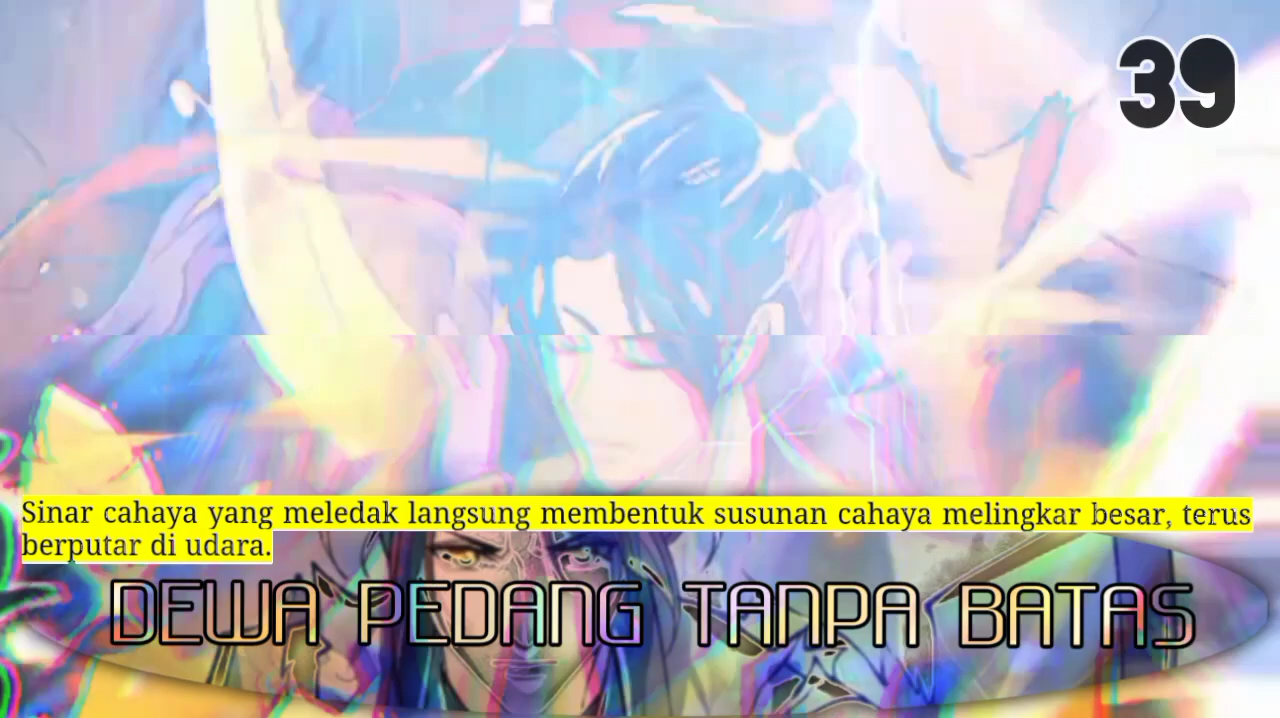 39
Sinar cahaya yang meledak langsung membentuk susunan cahaya melingkar besar, terus
berputar di udara.
DEWA PEDANG TANPA BATAS